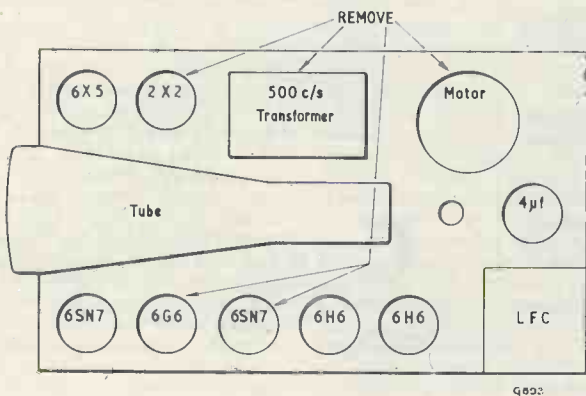 REMOVE
6X5
2X2
500 c/s
Transformer
Motor
Tube
4µf
6SN7
6G6
6SN7
6H6
6H6
LFC